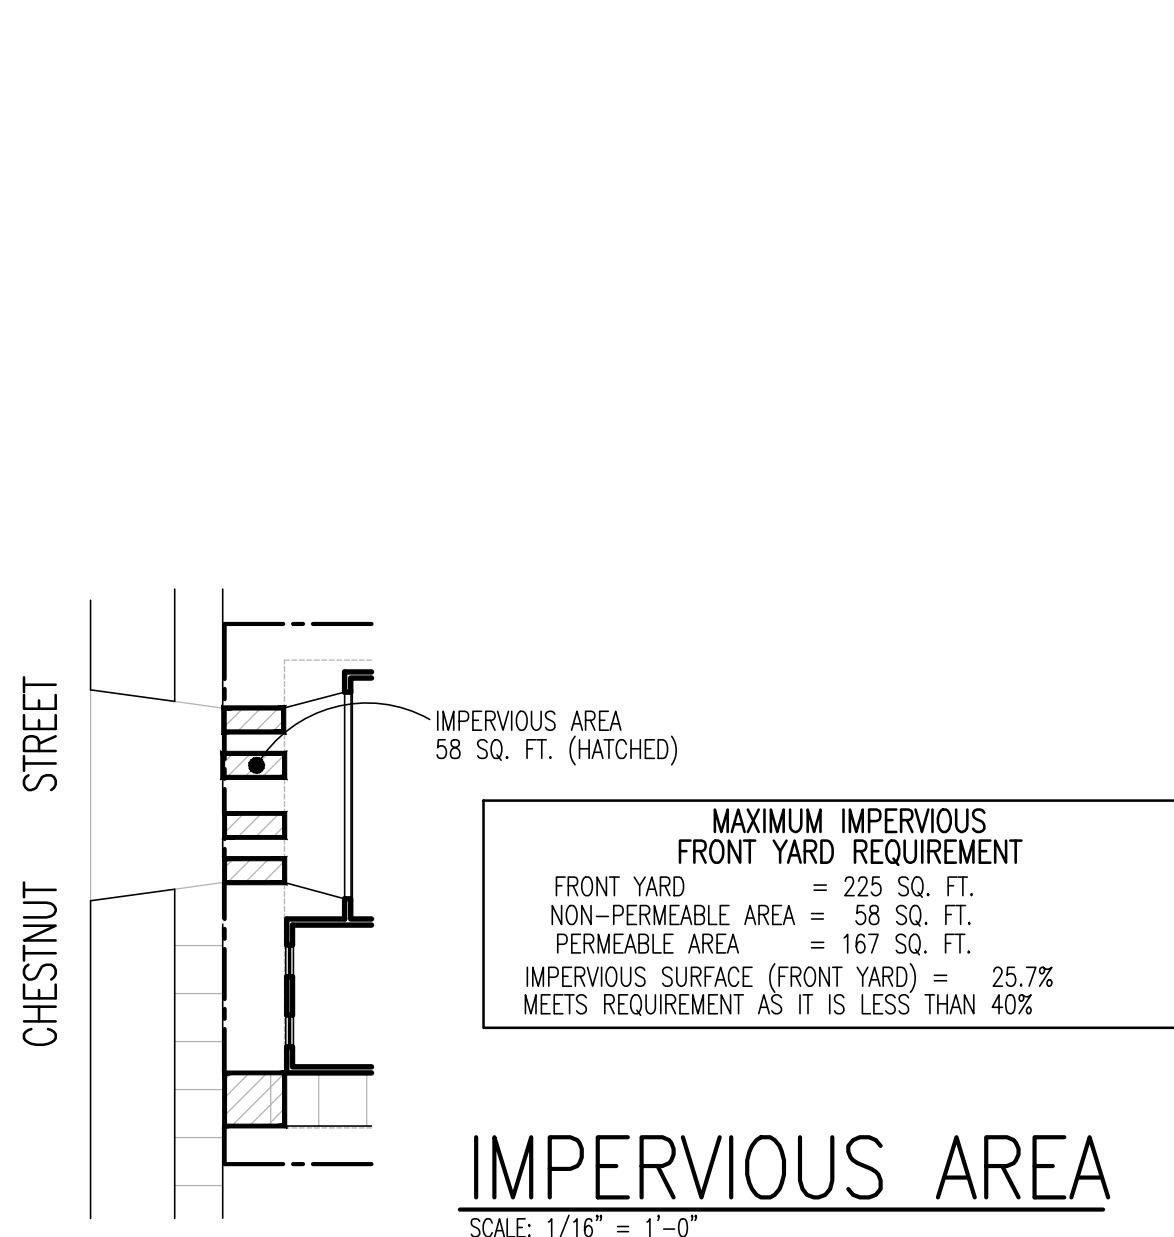 CHESTNUT STREET
IMPERVIOUS AREA
58 SQ. FT. (HATCHED)
MAXIMUM IMPERVIOUS
FRONT YARD REQUIREMENT
FRONT YARD = 225 SQ. FT.
NON-PERMEABLE AREA = 58 SQ. FT.
PERMEABLE AREA = 167 SQ. FT.
IMPERVIOUS SURFACE (FRONT YARD) = 25.7%
MEETS REQUIREMENT AS IT IS LESS THAN 40%
IMPERVIOUS AREA
SCALE: 1/16" = 1'-0"